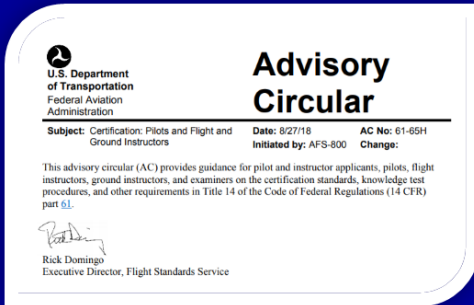 U.S. Department
of Transportation
Federal Aviation
Administration
Advisory
Circular
Subject: Certification: Pilots and Flight and
Ground Instructors
Date: 8/27/18
Initiated by: AFS-800
AC No: 61-65H
Change:
This advisory circular (AC) provides guidance for pilot and instructor applicants, pilots, flight
instructors, ground instructors, and examiners on the certification standards, knowledge test
procedures, and other requirements in Title 14 of the Code of Federal Regulations (14 CFR)
part 61.
Rick Domingo
Executive Director, Flight Standards Service